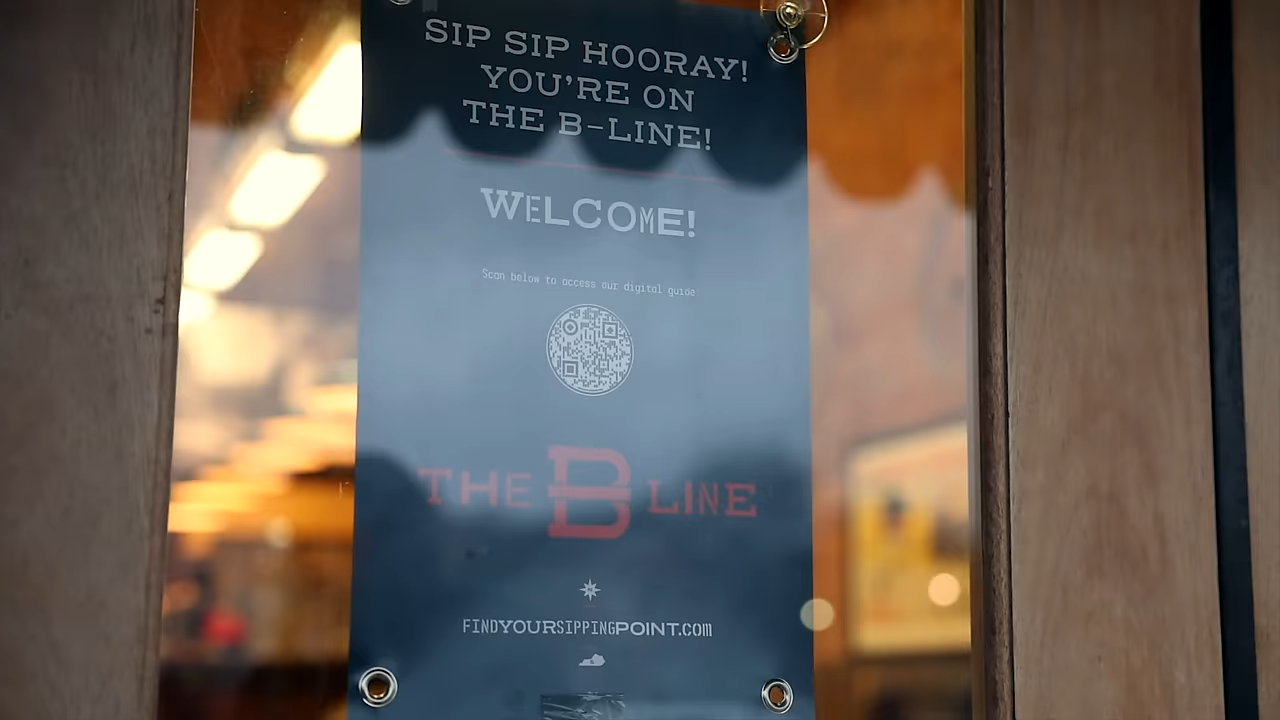 SIP SIP HOORAY!
YOU'RE ON
THE B-LINE!
WELCOME!
Scan below to access our digital guide
THE B LINE
FINDYOURSIPPINGPOINT.COM